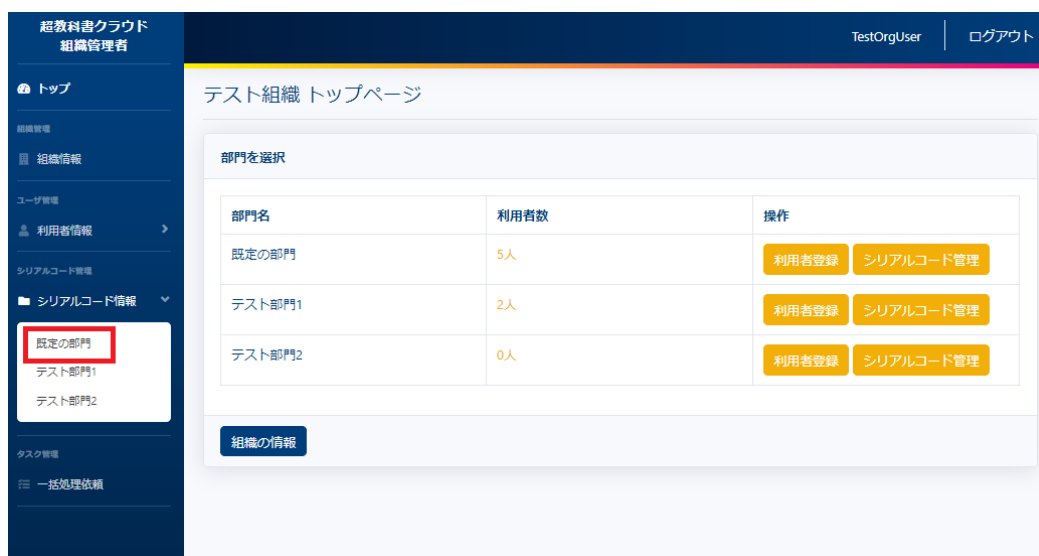 超教科書クラウド
組織管理者
TestOrgUser
ログアウト
トップ
組織管理
組織情報
ユーザ管理
利用者情報
シリアルコード管理
シリアルコード情報
既定の部門
テスト部門1
テスト部門2
タスク管理
一括処理依頼
テスト組織 トップページ
部門を選択
部門名 利用者数 操作
既定の部門 5人 利用者登録 シリアルコード管理
テスト部門1 2人 利用者登録 シリアルコード管理
テスト部門2 0人 利用者登録 シリアルコード管理
組織の情報